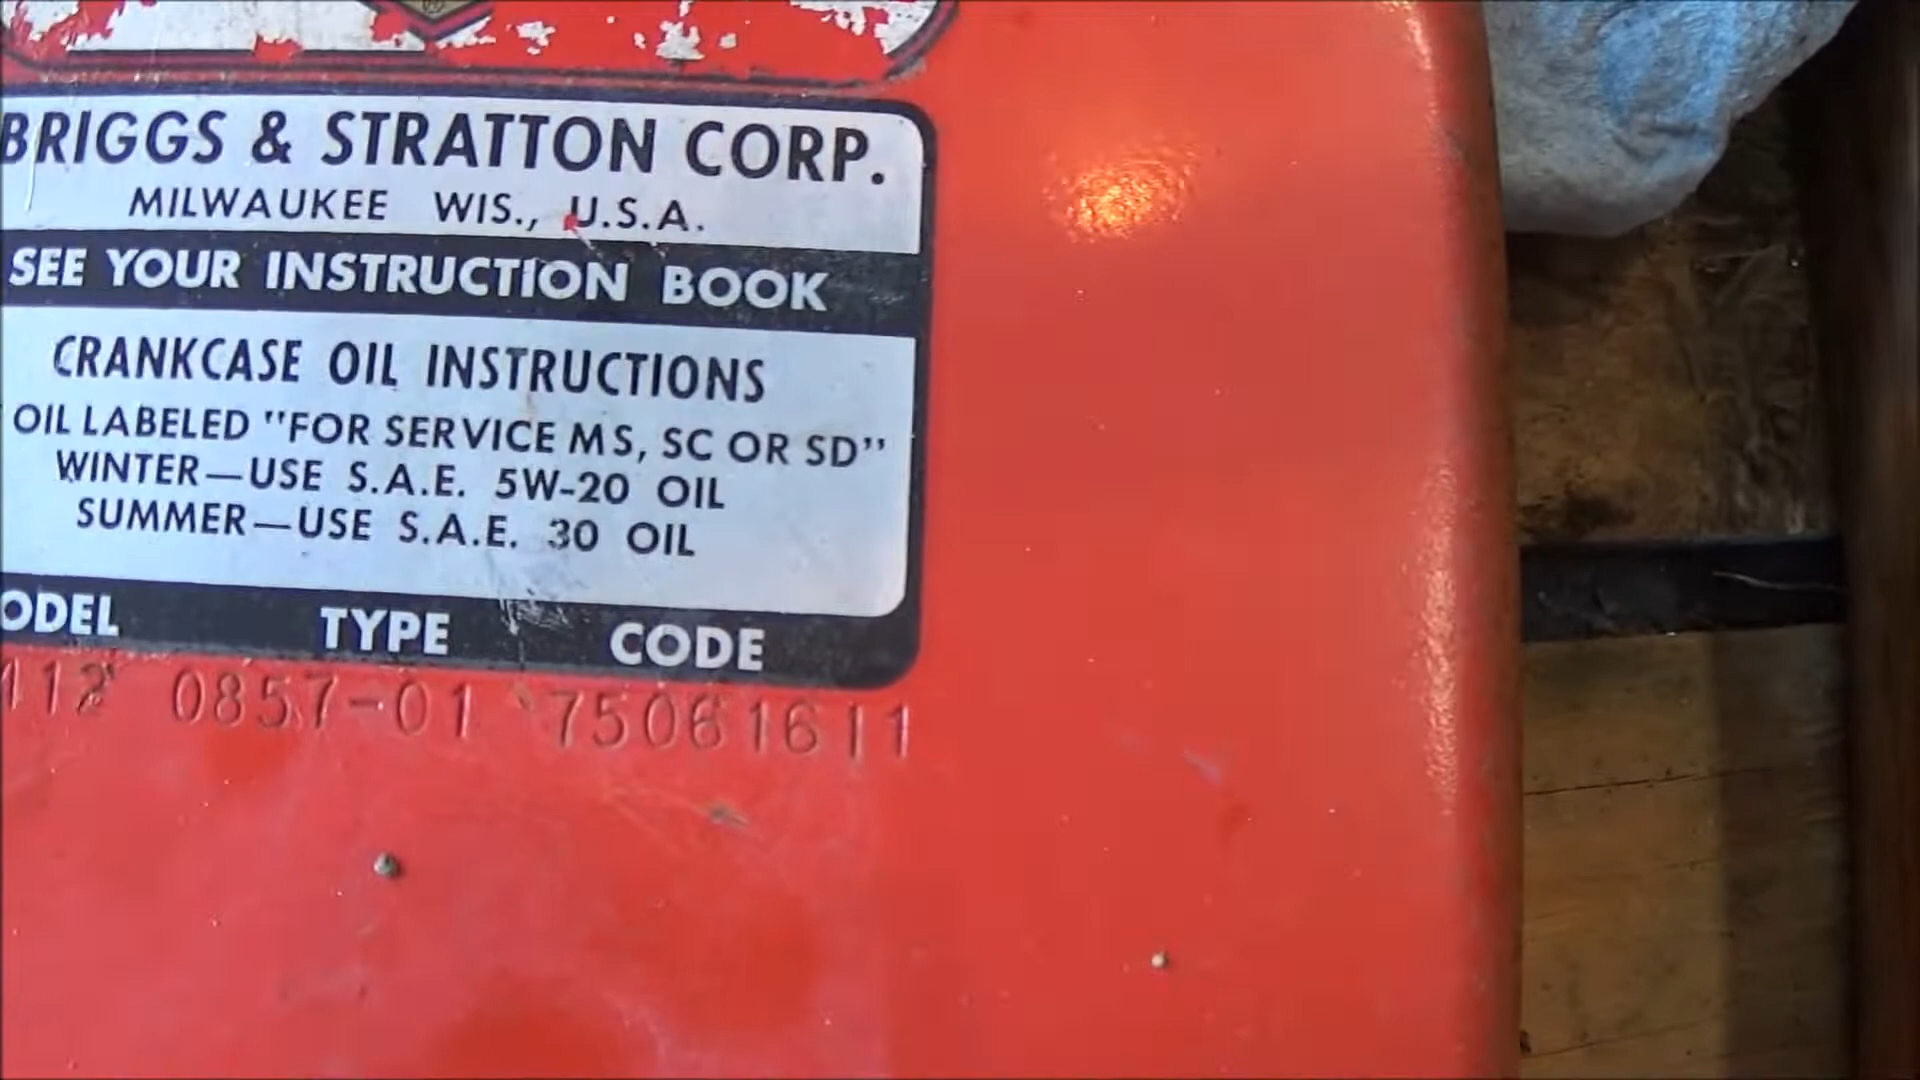 BRIGGS & STRATTON CORP.
MILWAUKEE WIS., U.S.A.
SEE YOUR INSTRUCTION BOOK
CRANKCASE OIL INSTRUCTIONS
OIL LABELED "FOR SERVICE MS, SC OR SD"
WINTER—USE S.A.E. 5W-20 OIL
SUMMER—USE S.A.E. 30 OIL
ODEL TYPE CODE
412 0857-01 75061611